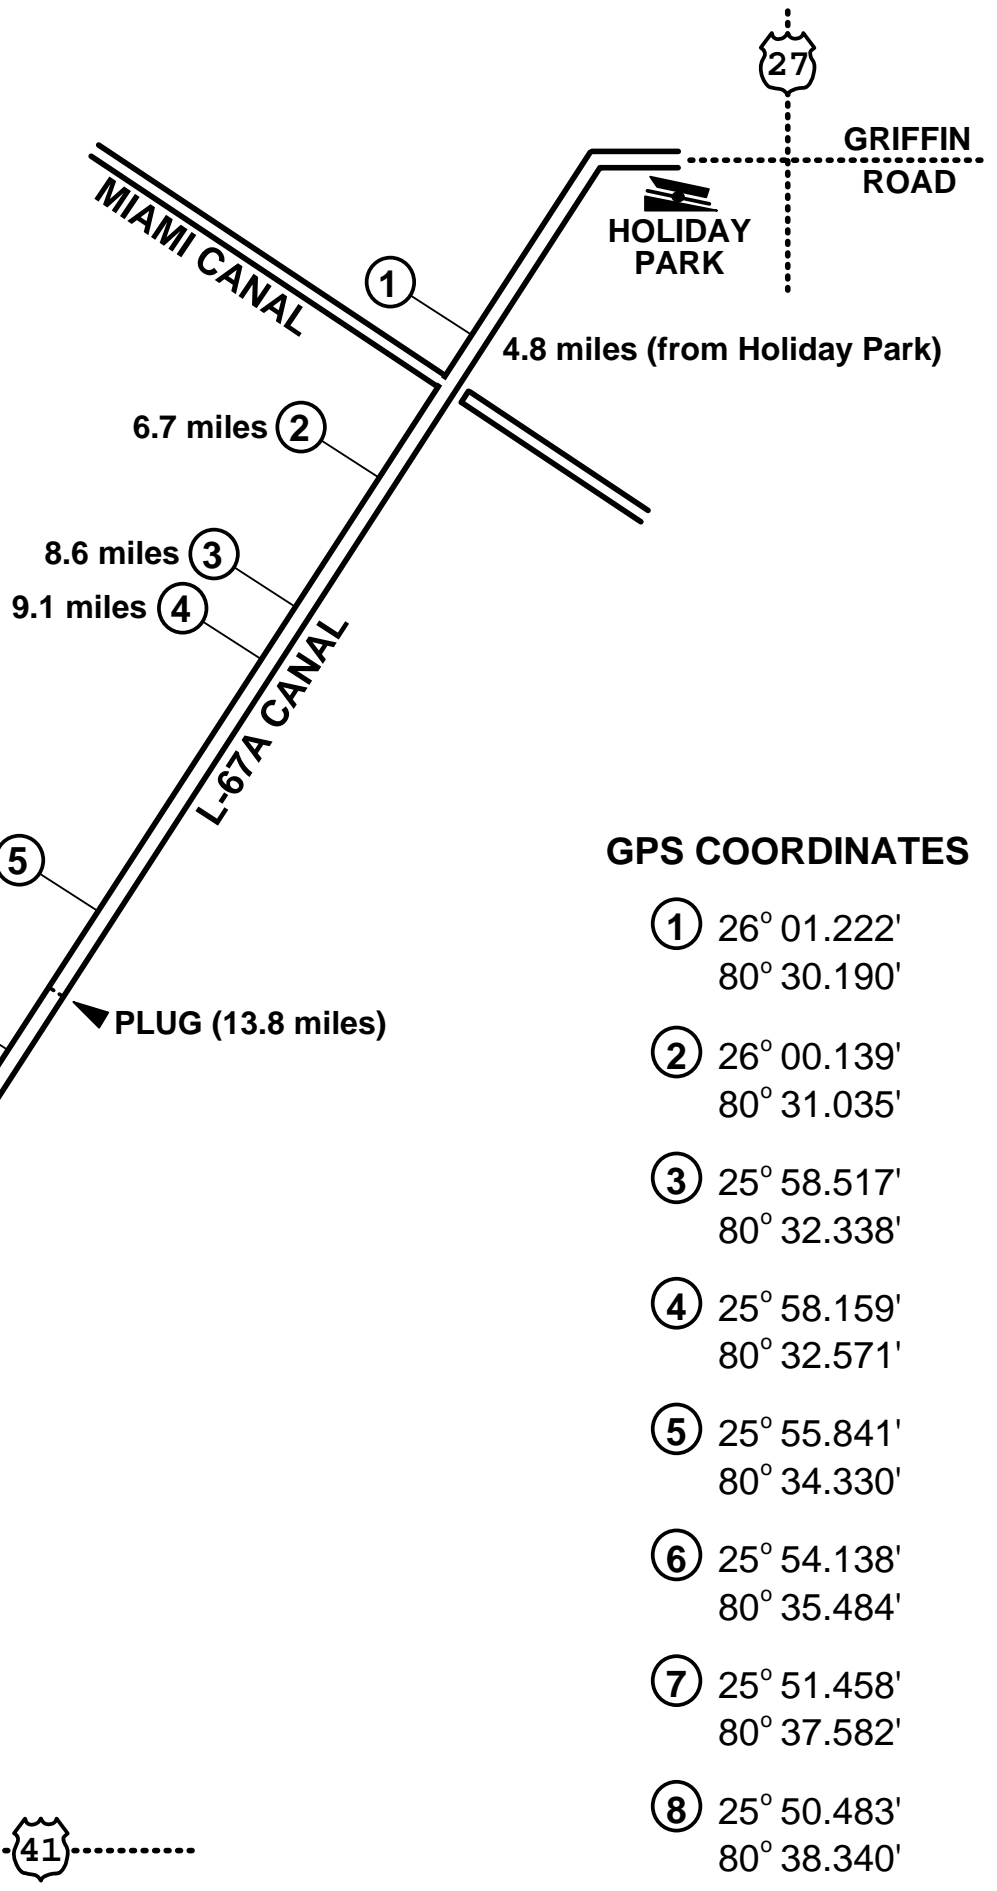 27
GRIFFIN
ROAD
HOLIDAY
PARK
MIAMI CANAL
1
4.8 miles (from Holiday Park)
6.7 miles 2
8.6 miles 3
9.1 miles 4
L-67A CANAL
5
PLUG (13.8 miles)
GPS COORDINATES
1 26° 01.222'
80° 30.190'
2 26° 00.139'
80° 31.035'
3 25° 58.517'
80° 32.338'
4 25° 58.159'
80° 32.571'
5 25° 55.841'
80° 34.330'
6 25° 54.138'
80° 35.484'
7 25° 51.458'
80° 37.582'
8 25° 50.483'
80° 38.340'
41